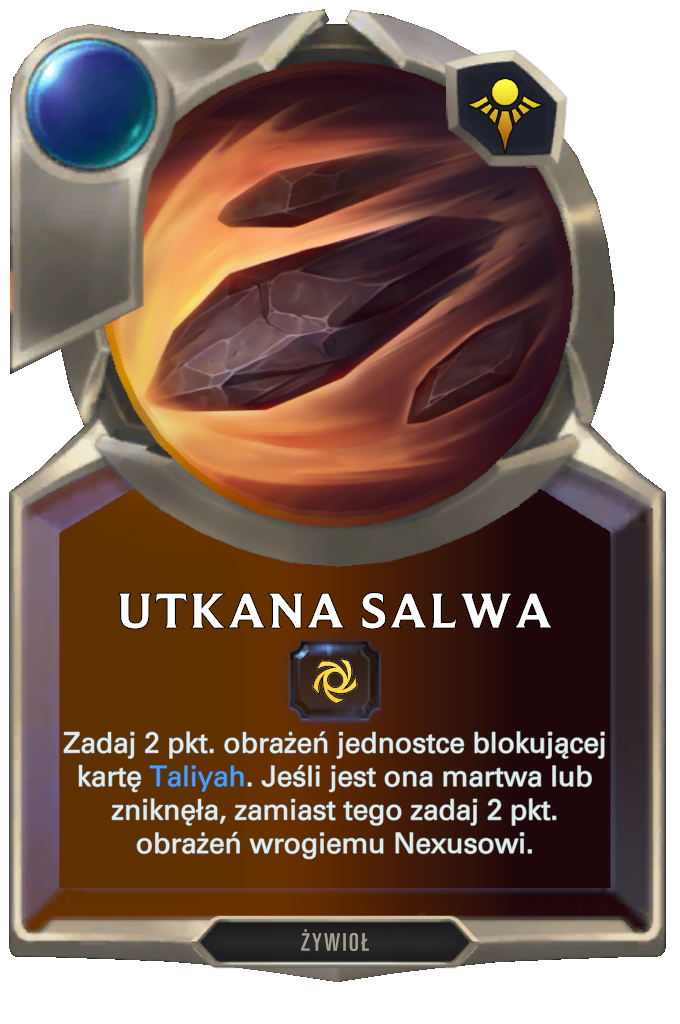 UTKANA SALWA
Zadaj 2 pkt. obrażeń jednostce blokującej
kartę Taliyah. Jeśli jest ona martwa lub
zniknęła, zamiast tego zadaj 2 pkt.
obrażeń wrogiemu Nexusowi.
ŻYWIOŁ